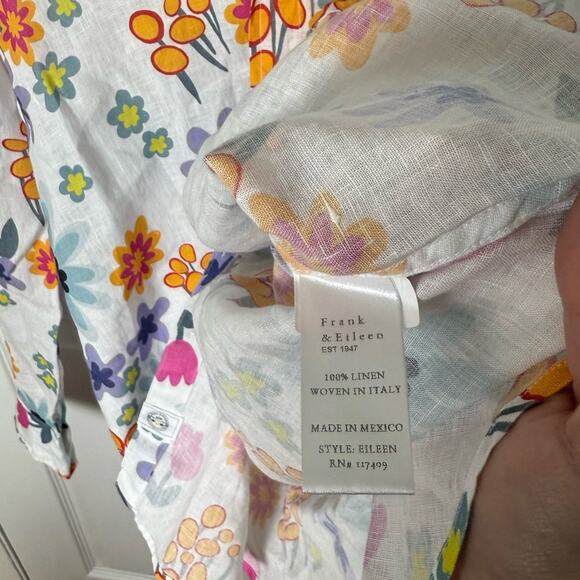 Frank
& Eileen
EST 1947
100% LINEN
WOVEN IN ITALY
MADE IN MEXICO
STYLE: EILEEN
RN# 117409